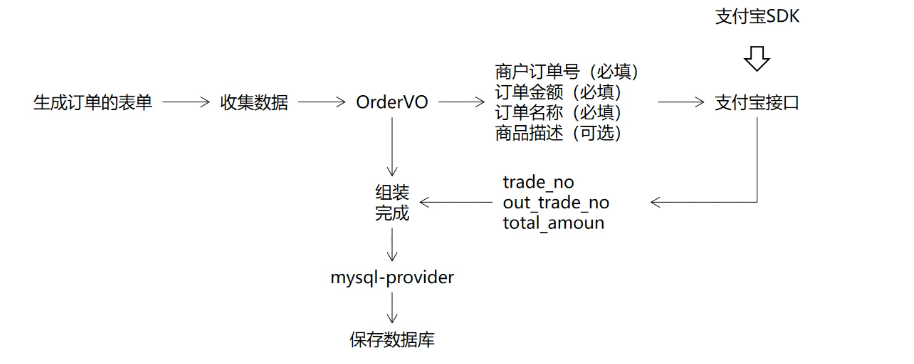 支付宝SDK
商户订单号（必填）
订单金额（必填）
订单名称（必填）
商品描述（可选）
生成订单的表单
收集数据
OrderVO
支付宝接口
trade_no
out_trade_no
total_amoun
组装
完成
mysql-provider
保存数据库